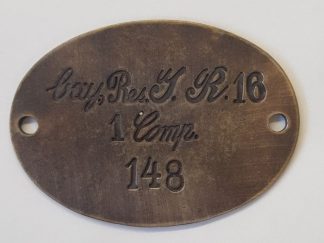 bay. Res. J. R. 16
1 Comp.
148